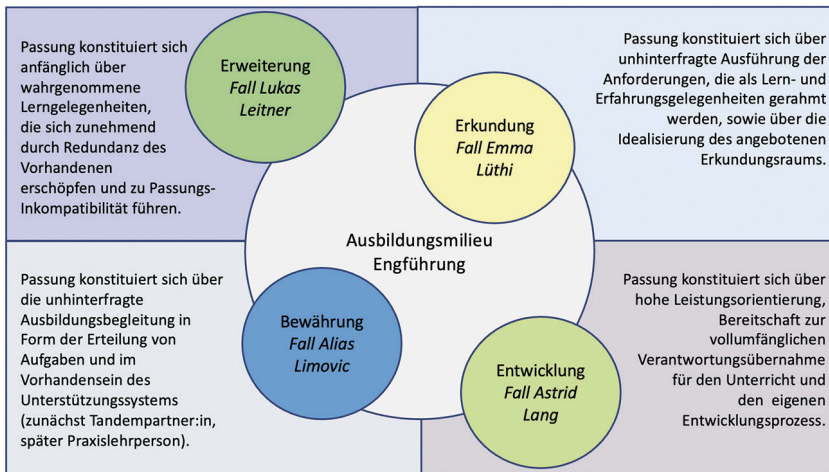 Passung konstituiert sich
anfänglich über
wahrgenommene
Lerngelegenheiten,
die sich zunehmend
durch Redundanz des
Vorhandenen
erschöpfen und zu Passungs-
Inkompatibilität führen.
Erweiterung
Fall Lukas
Leitner
Erkundung
Fall Emma
Lüthi
Passung konstituiert sich über
unhinterfragte Ausführung der
Anforderungen, die als Lern- und
Erfahrungsgelegenheiten gerahmt
werden, sowie über die
Idealisierung des angebotenen
Erkundungsraums.
Ausbildungsmilieu
Engführung
Passung konstituiert sich über
die unhinterfragte
Ausbildungsbegleitung in
Form der Erteilung von
Aufgaben und im
Vorhandensein des
Unterstützungssystems
(zunächst Tandempartner:in,
später Praxislehrperson).
Bewährung
Fall Alias
Limovic
Entwicklung
Fall Astrid
Lang
Passung konstituiert sich über
hohe Leistungsorientierung,
Bereitschaft zur
vollumfänglichen
Verantwortungsübernahme
für den Unterricht und
den eigenen
Entwicklungsprozess.